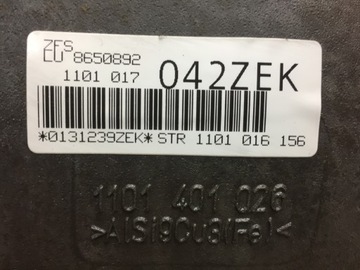 ZFS
EU 8650892
1101 017
042ZEK
*0131239ZEK* STR 1101 016 156
1101 401 026
>AlSi9Cu3(Fe)<